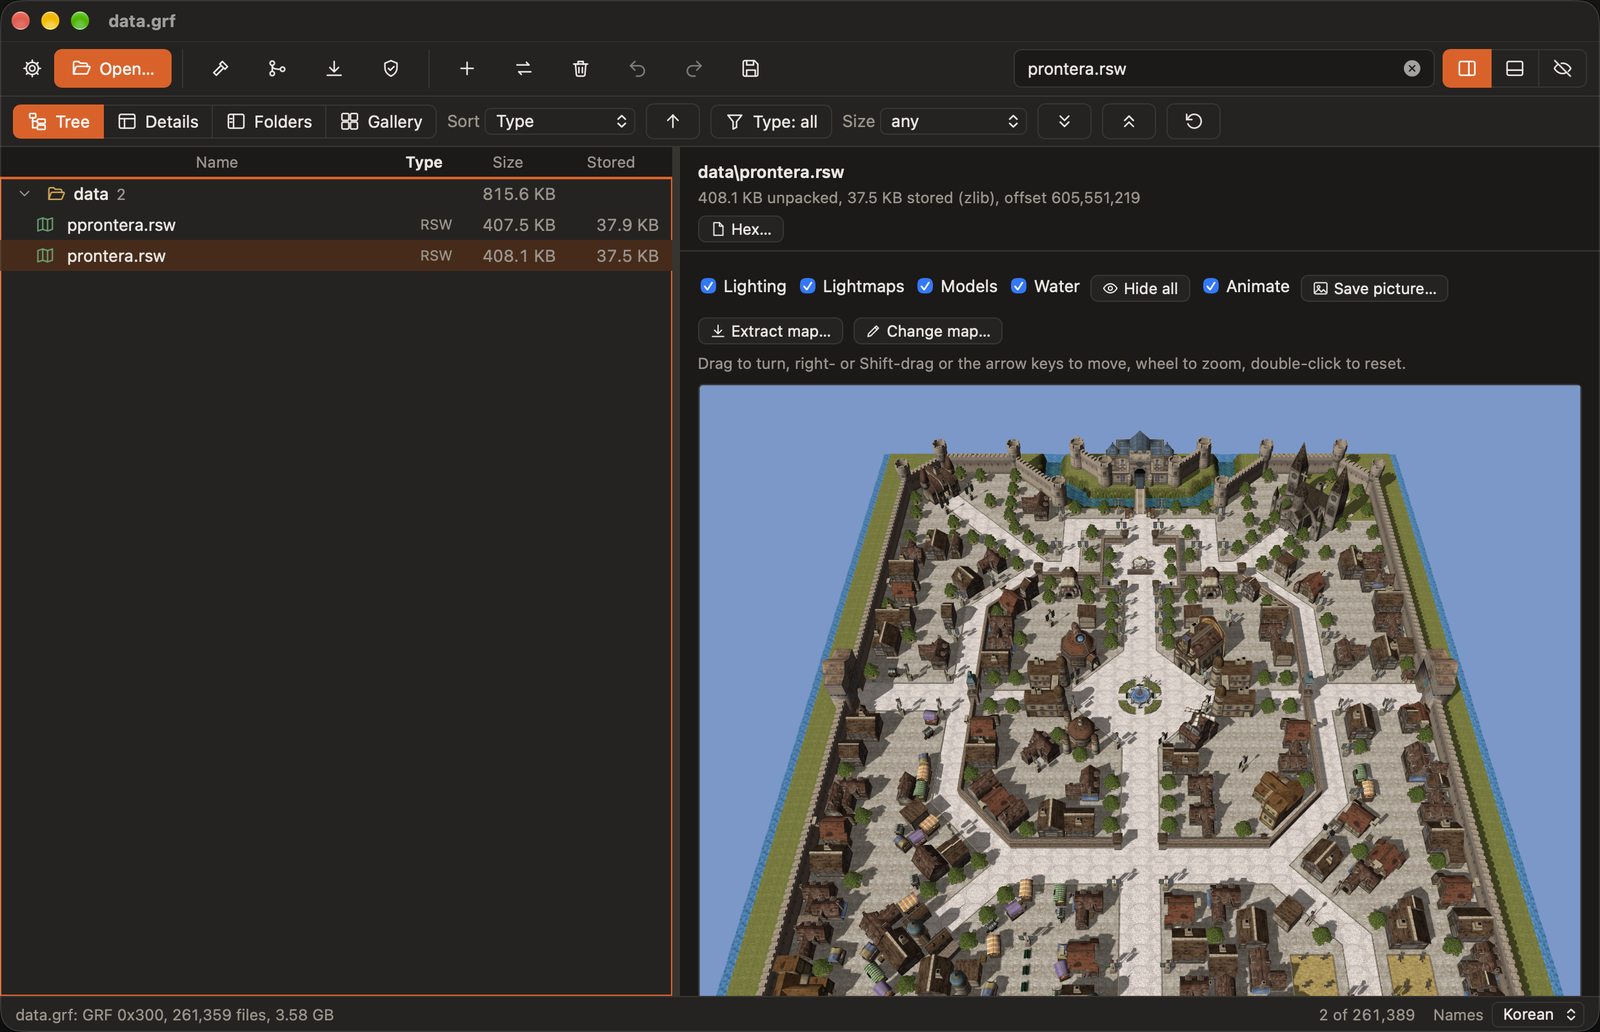 data.grf
Open...
prontera.rsw
Tree Details Folders Gallery Sort Type Type: all Size any
Name Type Size Stored
data 2 815.6 KB
pprontera.rsw RSW 407.5 KB 37.9 KB
prontera.rsw RSW 408.1 KB 37.5 KB
data\prontera.rsw
408.1 KB unpacked, 37.5 KB stored (zlib), offset 605,551,219
Hex...
Lighting Lightmaps Models Water Hide all Animate Save picture...
Extract map... Change map...
Drag to turn, right- or Shift-drag or the arrow keys to move, wheel to zoom, double-click to reset.
data.grf: GRF 0x300, 261,359 files, 3.58 GB
2 of 261,389 Names Korean